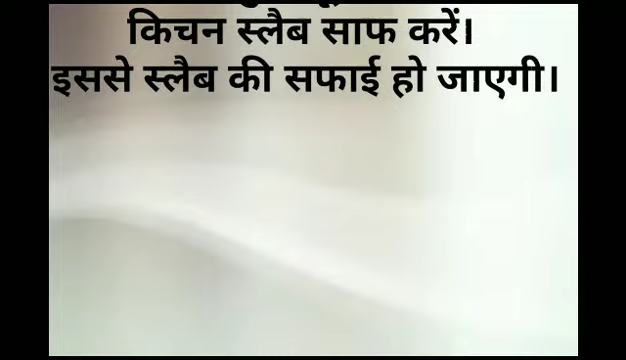 किचन स्लैब साफ करें।
इससे स्लैब की सफाई हो जाएगी।